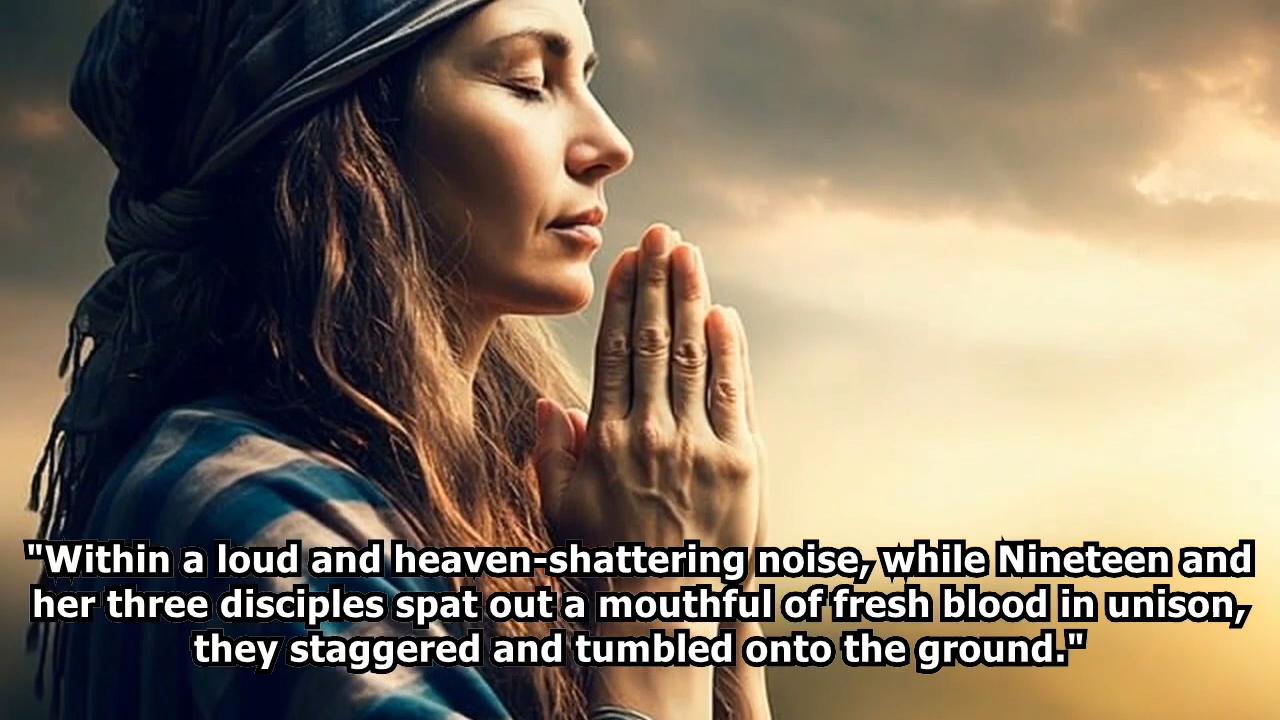 "Within a loud and heaven-shattering noise, while Nineteen and
her three disciples spat out a mouthful of fresh blood in unison,
they staggered and tumbled onto the ground."